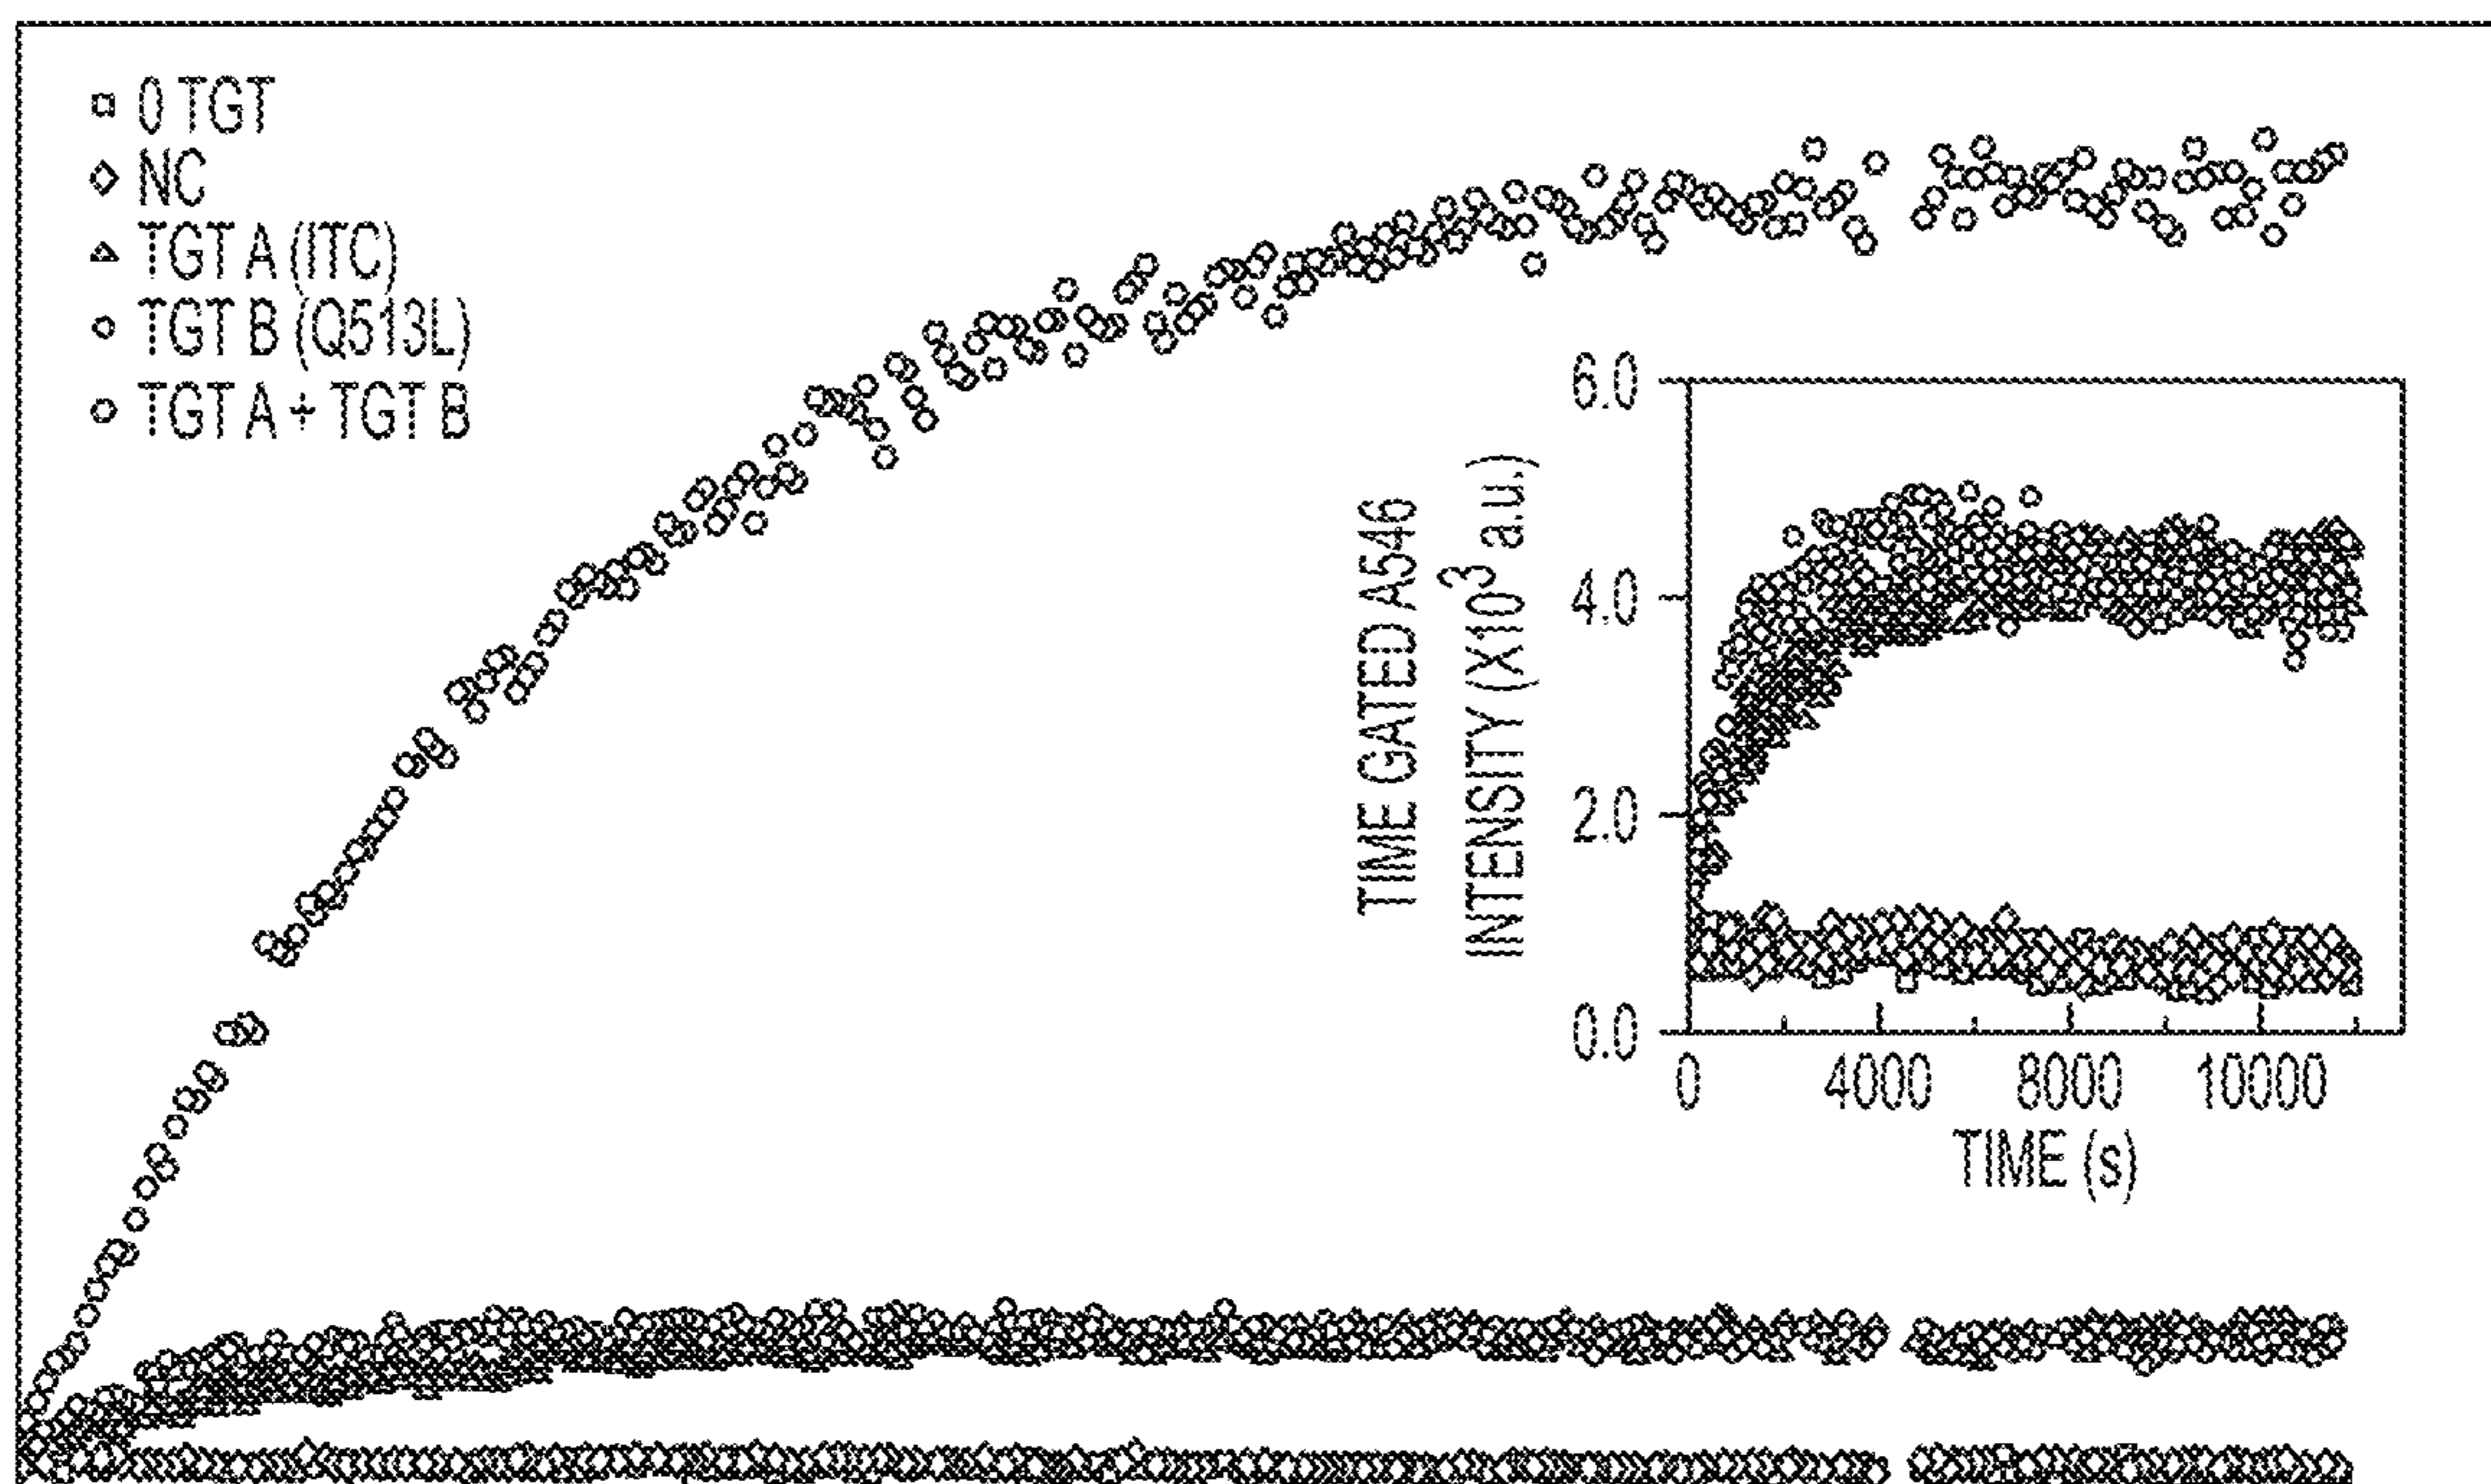 0 TGT
NC
TGT A (ITC)
TGT B (Q513L)
TGT A + TGT B
TIME GATED A546
INTENSITY (X10³ a.u.)
6.0
4.0
2.0
0.0
0 4000 8000 10000
TIME (s)